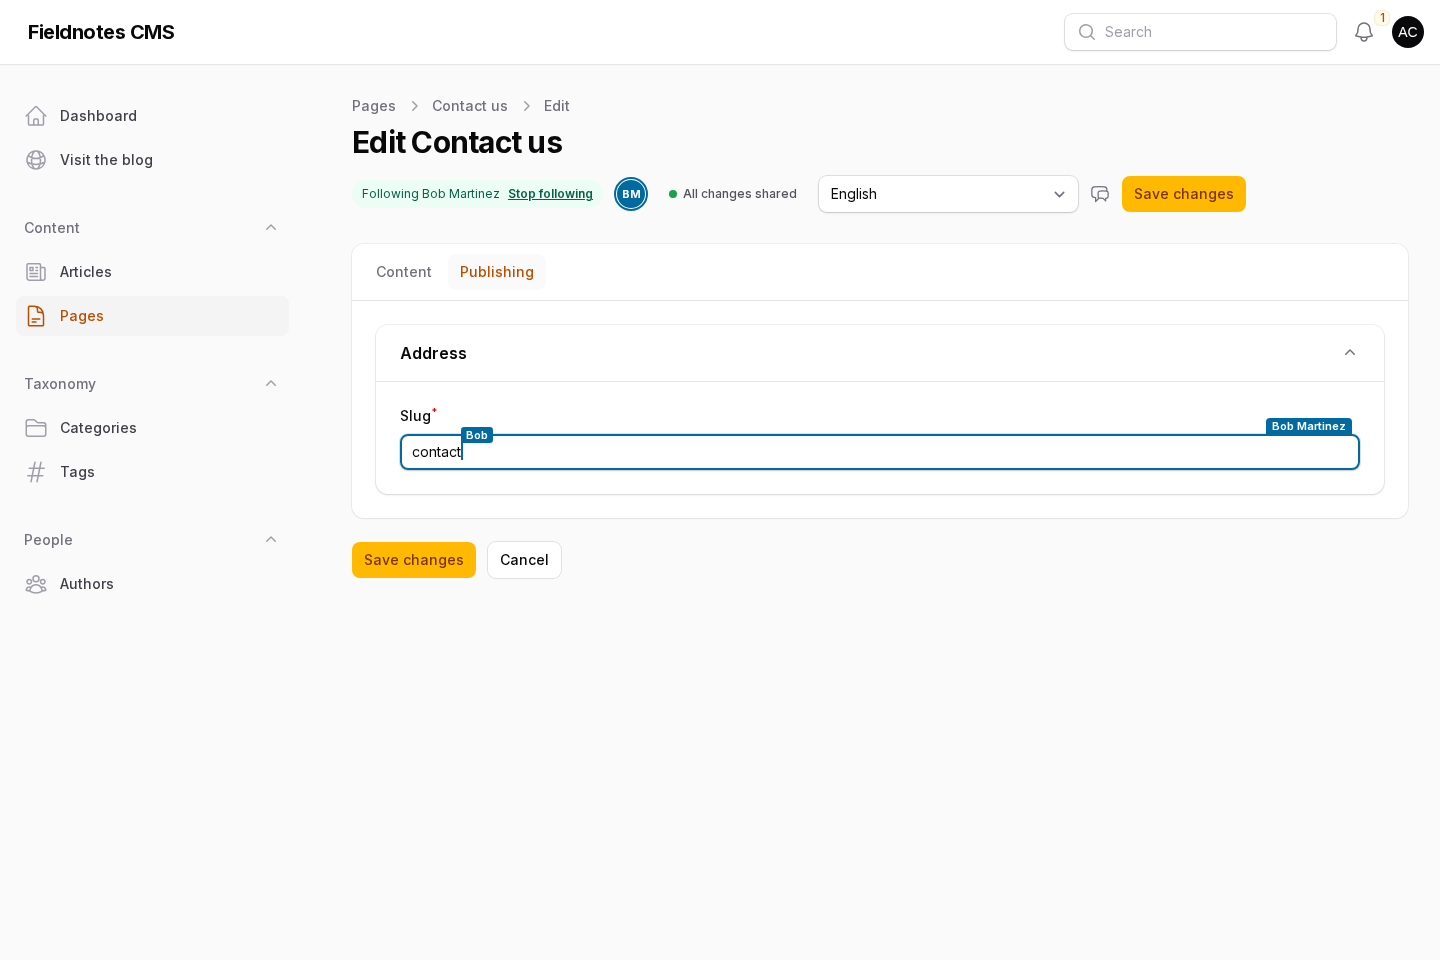 Fieldnotes CMS
Search
1
AC
Dashboard
Visit the blog
Content
Articles
Pages
Taxonomy
Categories
Tags
People
Authors
Pages > Contact us > Edit
Edit Contact us
Following Bob Martinez Stop following
BM
All changes shared
English
Save changes
Content Publishing
Address
Slug*
Bob
Bob Martinez
contact
Save changes Cancel